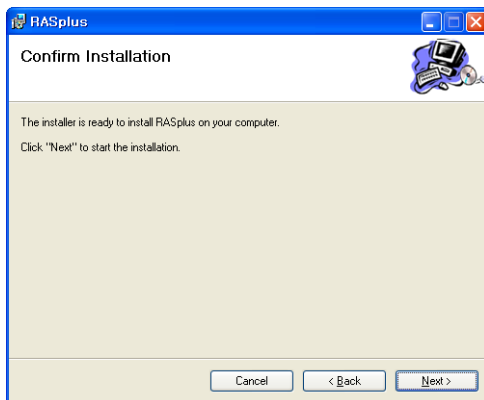 RASplus
Confirm Installation
The installer is ready to install RASplus on your computer.
Click "Next" to start the installation.
Cancel
< Back
Next >